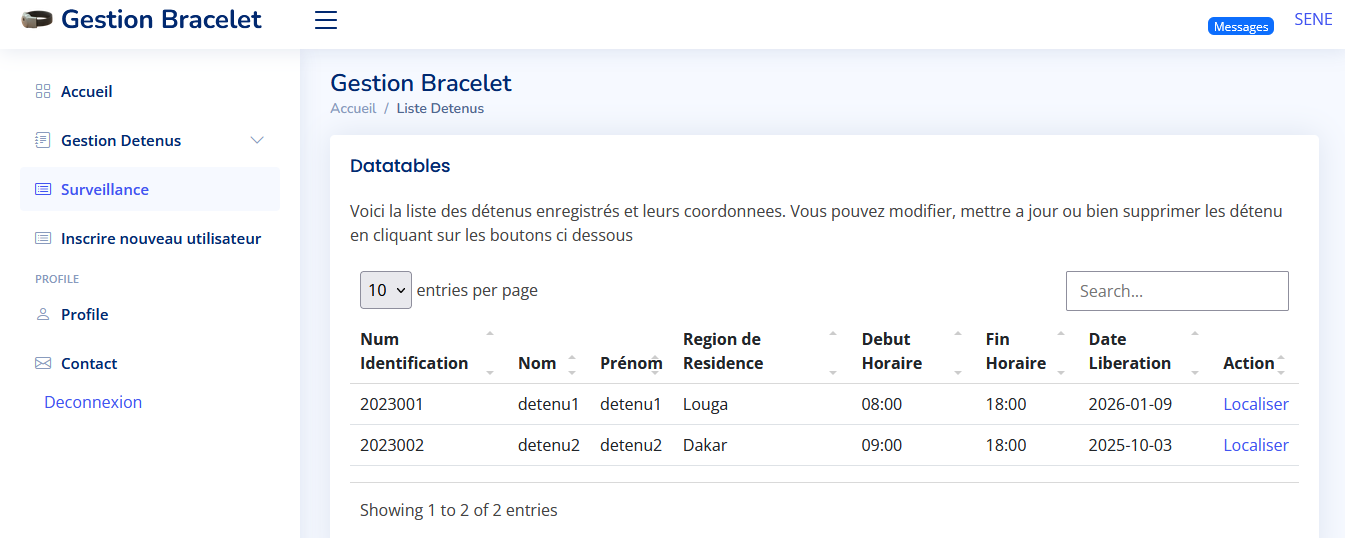 Gestion Bracelet
Messages
SENE
Accueil
Gestion Detenus
Surveillance
Inscrire nouveau utilisateur
PROFILE
Profile
Contact
Deconnexion
Gestion Bracelet
Accueil / Liste Detenus
Datatables
Voici la liste des détenus enregistrés et leurs coordonnees. Vous pouvez modifier, mettre a jour ou bien supprimer les détenu
en cliquant sur les boutons ci dessous
10 entries per page
Search...
Num Identification Nom Prénom Region de Residence Debut Horaire Fin Horaire Date Liberation Action
2023001 detenu1 detenu1 Louga 08:00 18:00 2026-01-09 Localiser
2023002 detenu2 detenu2 Dakar 09:00 18:00 2025-10-03 Localiser
Showing 1 to 2 of 2 entries